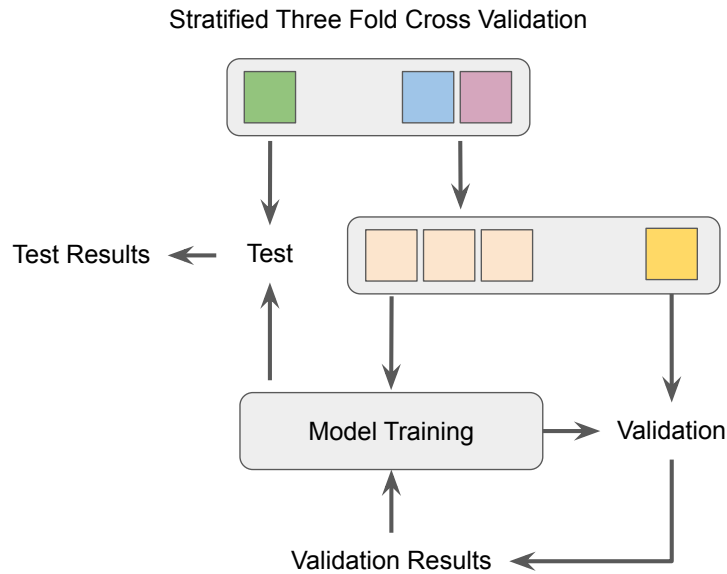 Stratified Three Fold Cross Validation
Test Results
Test
Model Training
Validation
Validation Results